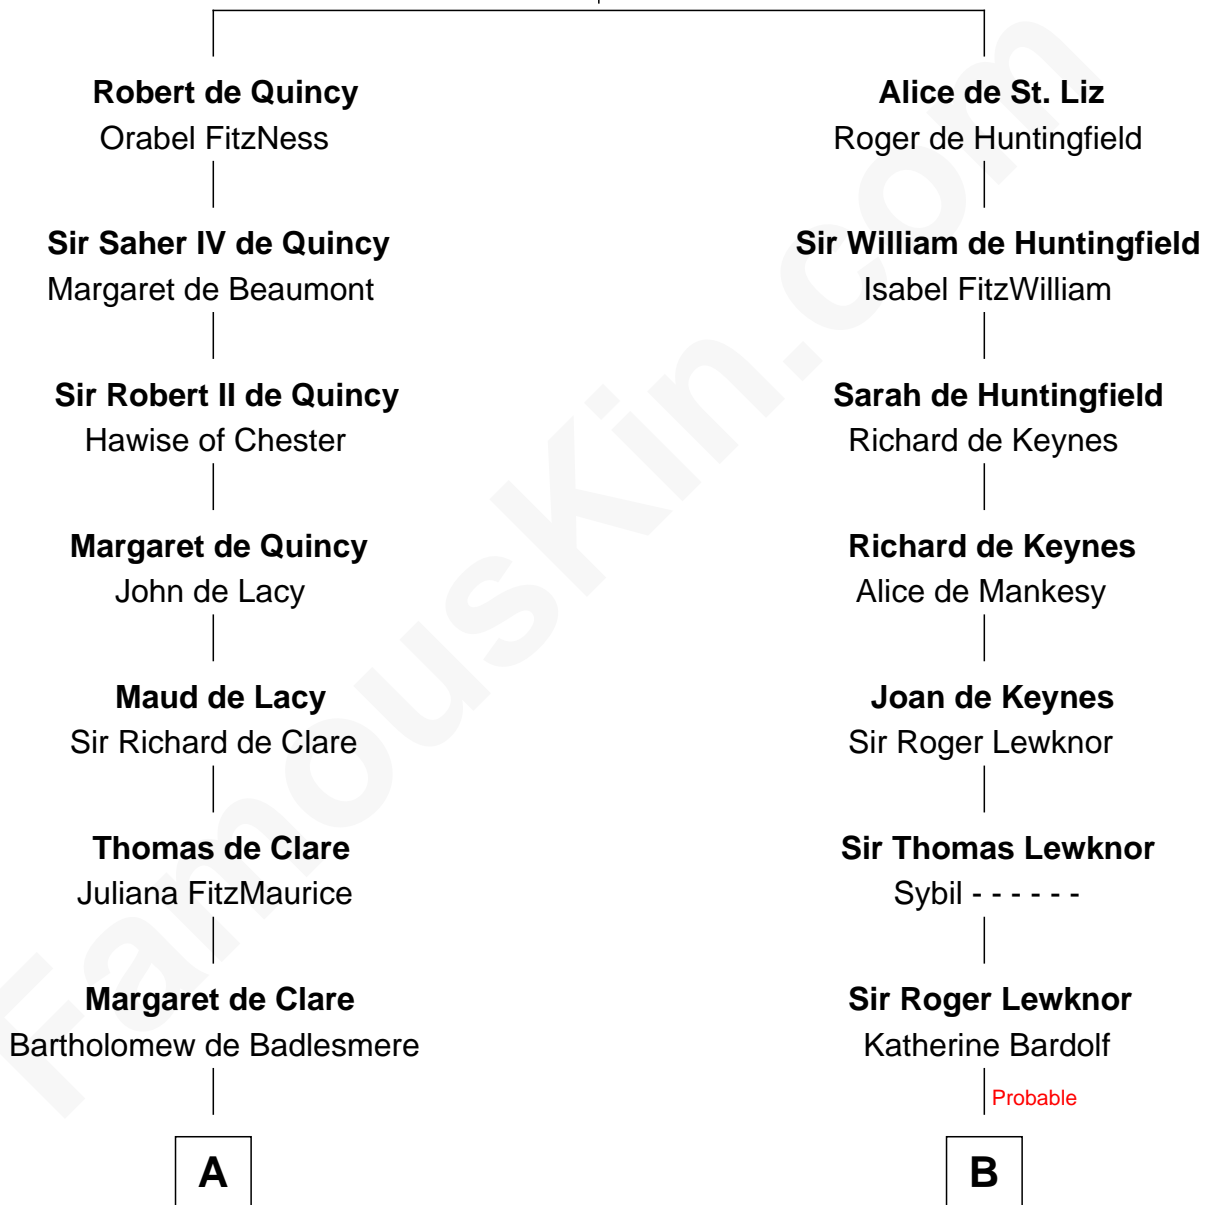 Robert de Quincy
Orabel FitzNess
Alice de St. Liz
Roger de Huntingfield
Sir Saher IV de Quincy
Margaret de Beaumont
Sir William de Huntingfield
Isabel FitzWilliam
Sir Robert II de Quincy
Hawise of Chester
Sarah de Huntingfield
Richard de Keynes
Margaret de Quincy
John de Lacy
Richard de Keynes
Alice de Mankesy
Maud de Lacy
Sir Richard de Clare
Joan de Keynes
Sir Roger Lewknor
Thomas de Clare
Juliana FitzMaurice
Sir Thomas Lewknor
Sybil - - - - - -
Margaret de Clare
Bartholomew de Badlesmere
Sir Roger Lewknor
Katherine Bardolf
Probable
A
B
FamousKin.com